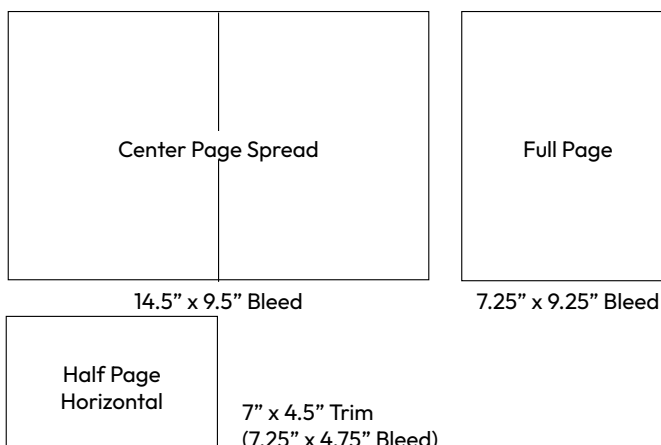 Center Page Spread
Full Page
14.5” x 9.5” Bleed
7.25” x 9.25” Bleed
Half Page
Horizontal
7” x 4.5” Trim
(7.25” x 4.75” Bleed)